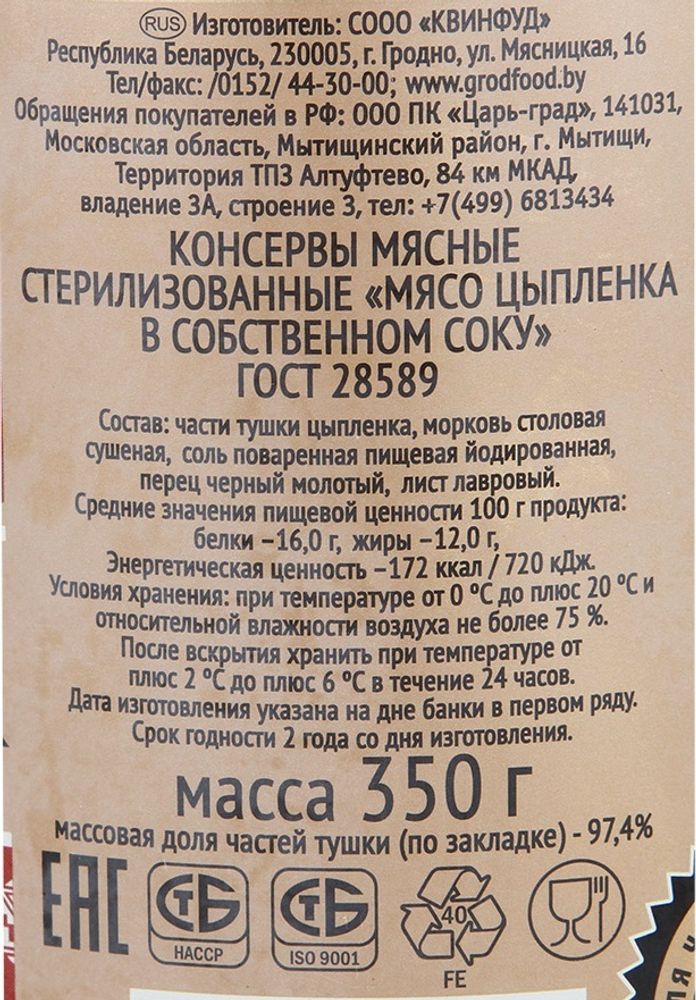 RUS Изготовитель: СООО «КВИНФУД»
Республика Беларусь, 230005, г. Гродно, ул. Мясницкая, 16
Тел/факс: /0152/ 44-30-00; www.grodfood.by
Обращения покупателей в РФ: ООО ПК «Царь-град», 141031,
Московская область, Мытищинский район, г. Мытищи,
Территория ТПЗ Алтуфтево, 84 км МКАД,
владение 3А, строение 3, тел: +7(499) 6813434
КОНСЕРВЫ МЯСНЫЕ
СТЕРИЛИЗОВАННЫЕ «МЯСО ЦЫПЛЕНКА
В СОБСТВЕННОМ СОКУ»
ГОСТ 28589
Состав: части тушки цыпленка, морковь столовая
сушеная, соль поваренная пищевая йодированная,
перец черный молотый, лист лавровый.
Средние значения пищевой ценности 100 г продукта:
белки –16,0 г, жиры –12,0 г,
Энергетическая ценность –172 ккал / 720 кДж.
Условия хранения: при температуре от 0 °С до плюс 20 °С и
относительной влажности воздуха не более 75 %.
После вскрытия хранить при температуре от
плюс 2 °С до плюс 6 °С в течение 24 часов.
Дата изготовления указана на дне банки в первом ряду.
Срок годности 2 года со дня изготовления.
масса 350 г
массовая доля частей тушки (по закладке) - 97,4%
ЕАС
СТБ
НАССР
СТБ
ISO 9001
40
FE